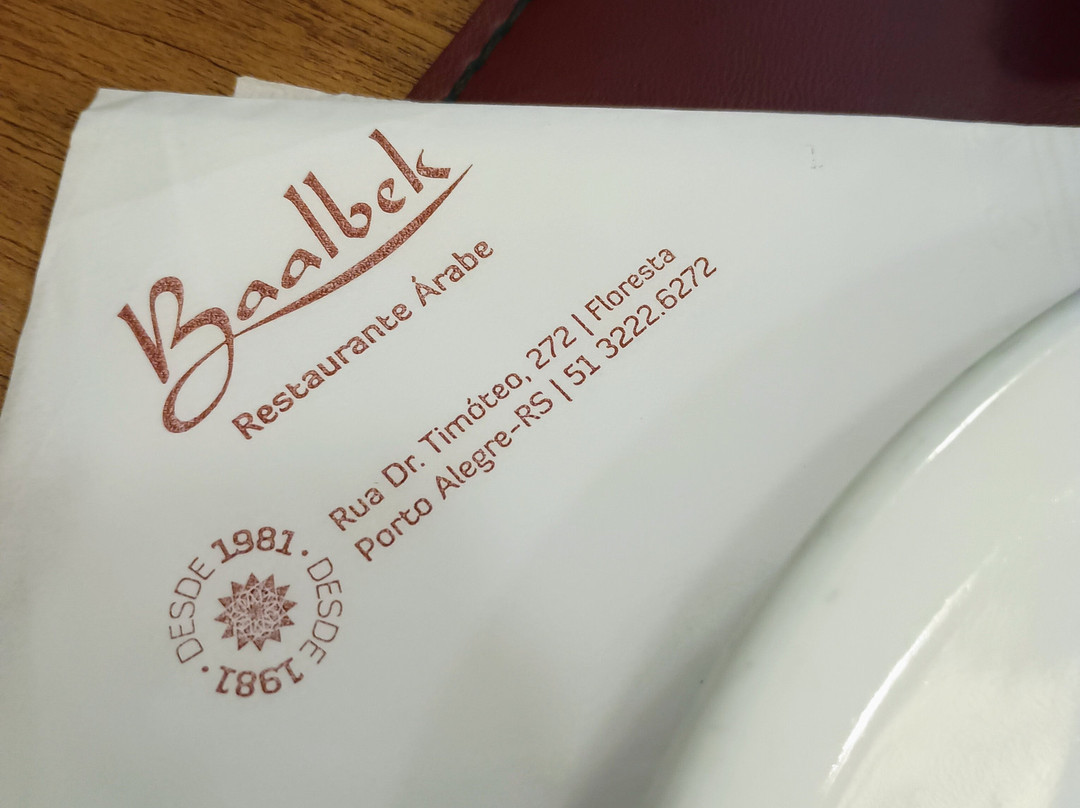 Baalbek
Restaurante Árabe
Rua Dr. Timóteo, 272 | Floresta
Porto Alegre-RS | 51 3222.6272
DESDE 1981 · DESDE 1981 ·